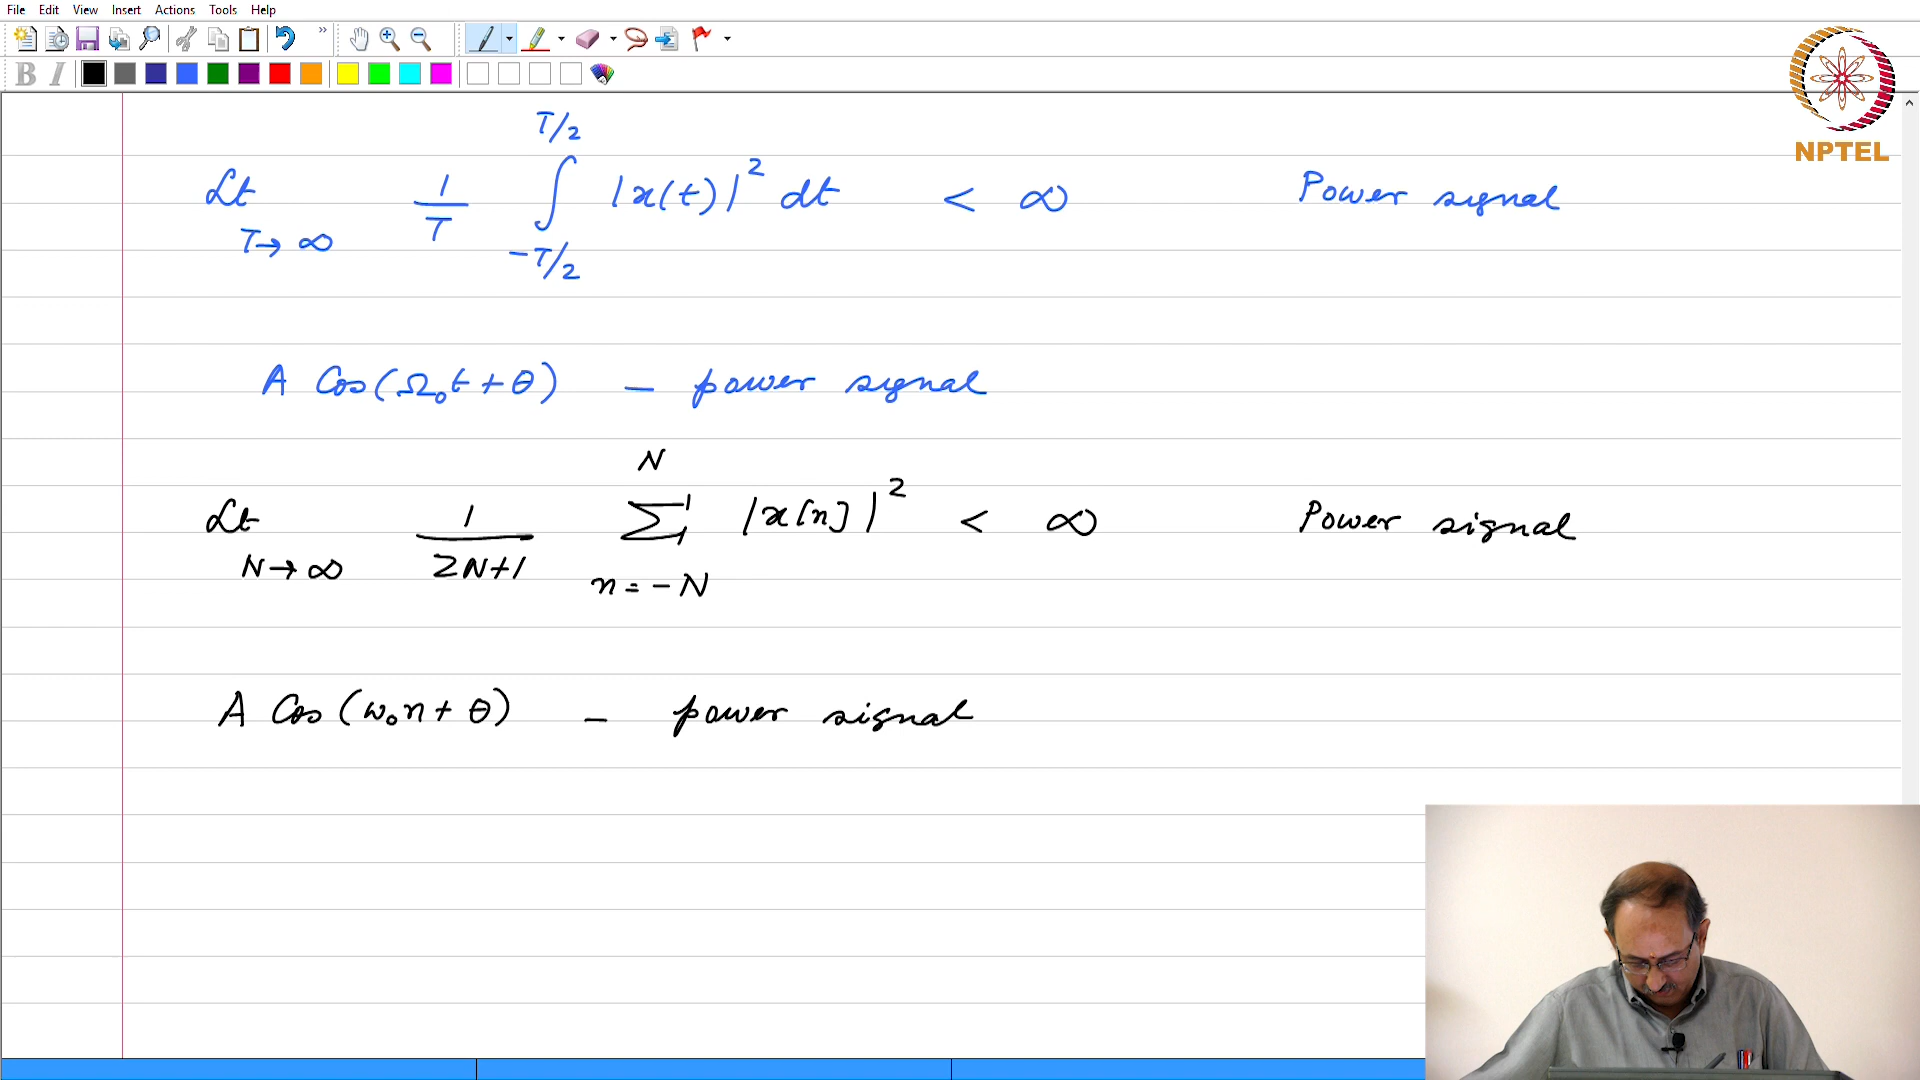 File Edit View Insert Actions Tools Help
B I
NPTEL
Lt T→∞ 1/T ∫_{-T/2}^{T/2} |x(t)|² dt < ∞ Power signal
A Cos(Ω₀t + θ) — power signal
Lt N→∞ 1/(2N+1) ∑_{n=-N}^{N} |x[n]|² < ∞ Power signal
A Cos(ω₀n + θ) – power signal